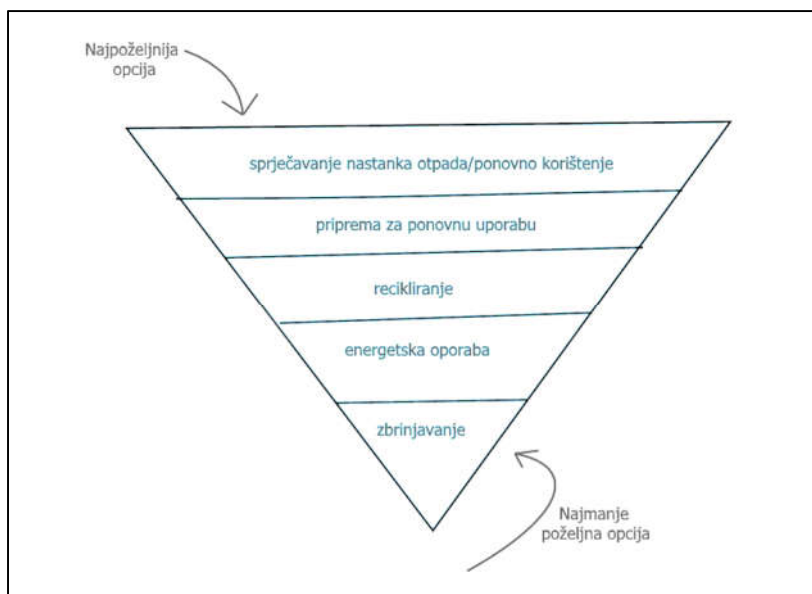 Najpoželjnija
opcija
sprječavanje nastanka otpada/ponovno korištenje
priprema za ponovnu uporabu
recikliranje
energetska oporaba
zbrinjavanje
Najmanje
poželjna opcija